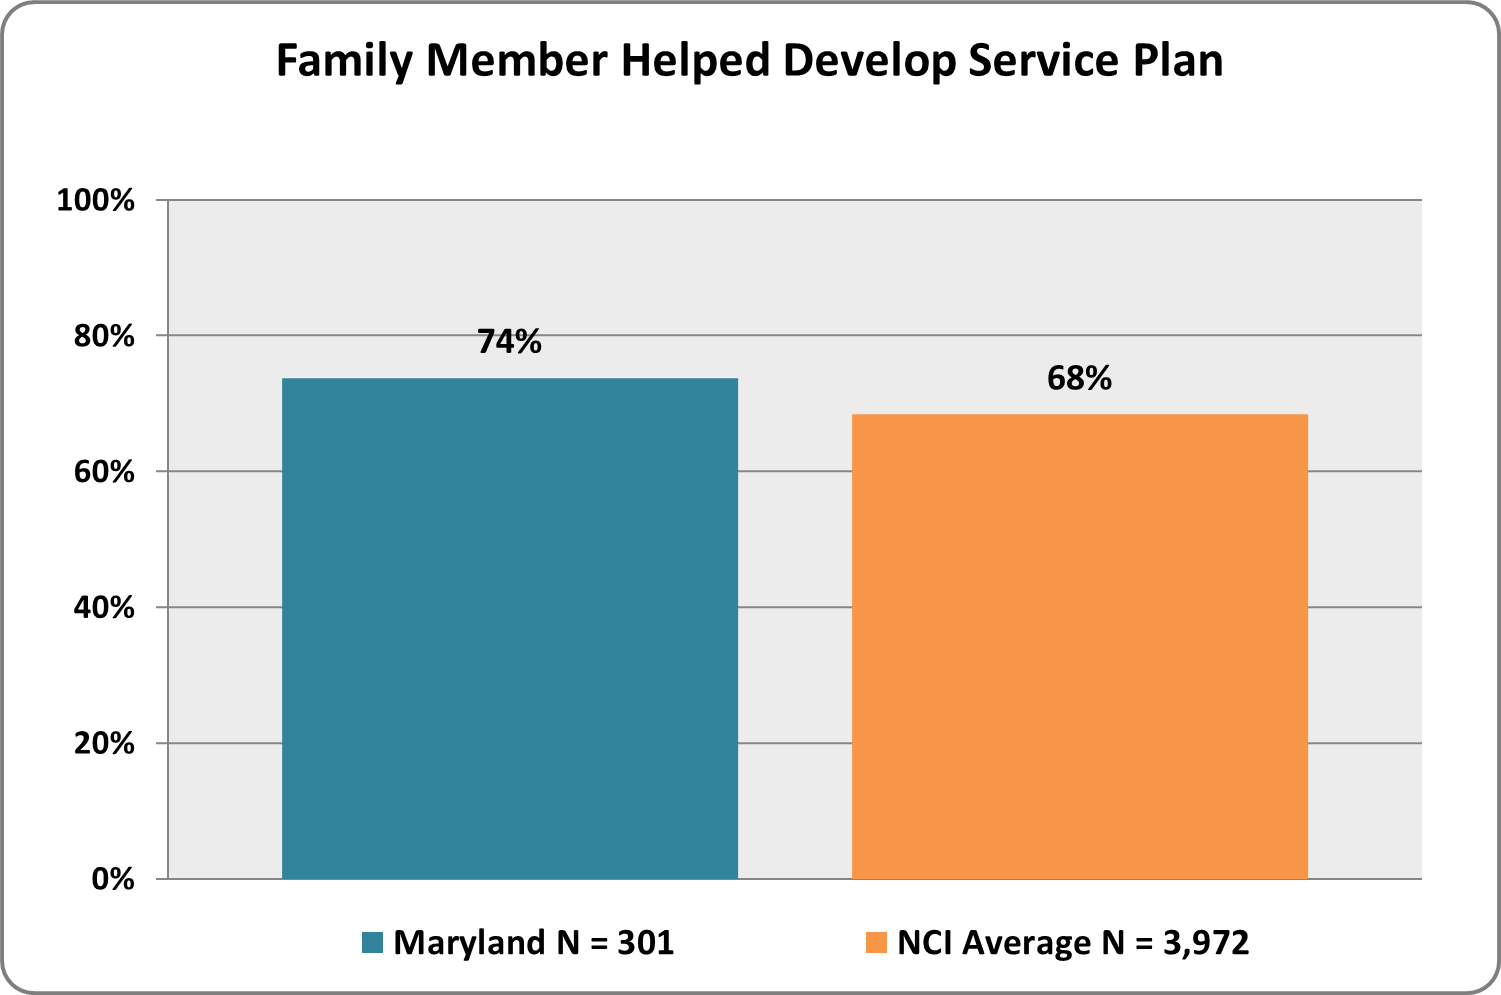 Family Member Helped Develop Service Plan
100%
80%
60%
40%
20%
0%
74%
68%
Maryland N = 301
NCI Average N = 3,972